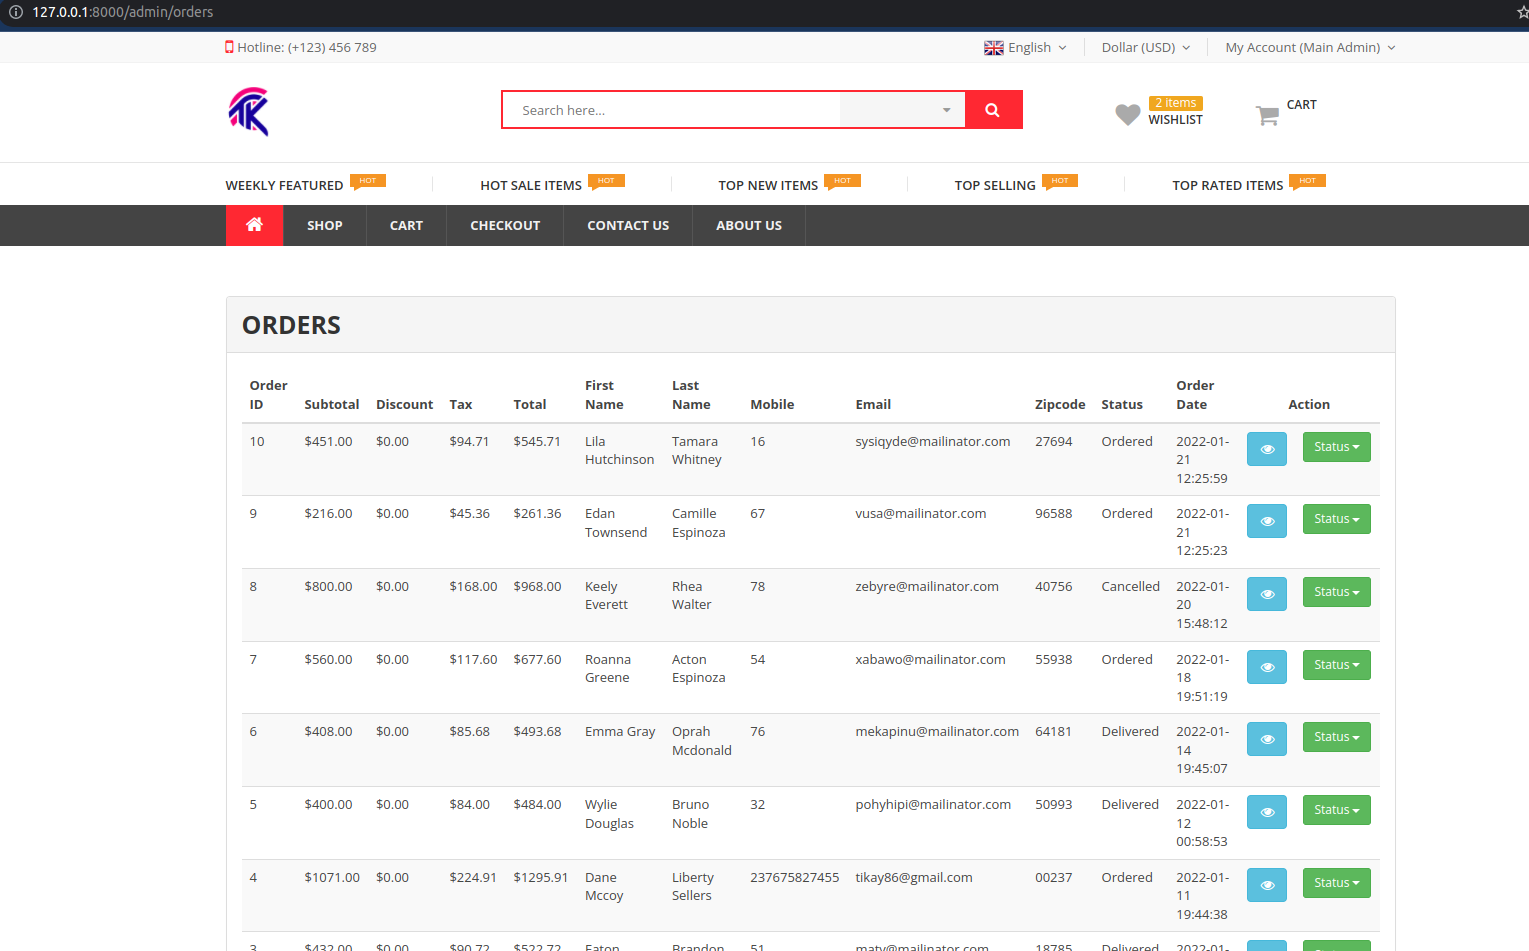 127.0.0.1:8000/admin/orders
Hotline: (+123) 456 789 English Dollar (USD) My Account (Main Admin)
TK Search here... 2 items WISHLIST CART
WEEKLY FEATURED HOT HOT SALE ITEMS HOT TOP NEW ITEMS HOT TOP SELLING HOT TOP RATED ITEMS HOT
SHOP CART CHECKOUT CONTACT US ABOUT US
ORDERS
Order ID Subtotal Discount Tax Total First Name Last Name Mobile Email Zipcode Status Order Date Action
10 $451.00 $0.00 $94.71 $545.71 Lila Hutchinson Tamara Whitney 16 sysiqyde@mailinator.com 27694 Ordered 2022-01-21 12:25:59 Status
9 $216.00 $0.00 $45.36 $261.36 Edan Townsend Camille Espinoza 67 vusa@mailinator.com 96588 Ordered 2022-01-21 12:25:23 Status
8 $800.00 $0.00 $168.00 $968.00 Keely Everett Rhea Walter 78 zebyre@mailinator.com 40756 Cancelled 2022-01-20 15:48:12 Status
7 $560.00 $0.00 $117.60 $677.60 Roanna Greene Acton Espinoza 54 xabawo@mailinator.com 55938 Ordered 2022-01-18 19:51:19 Status
6 $408.00 $0.00 $85.68 $493.68 Emma Gray Oprah Mcdonald 76 mekapinu@mailinator.com 64181 Delivered 2022-01-14 19:45:07 Status
5 $400.00 $0.00 $84.00 $484.00 Wylie Douglas Bruno Noble 32 pohyhipi@mailinator.com 50993 Delivered 2022-01-12 00:58:53 Status
4 $1071.00 $0.00 $224.91 $1295.91 Dane Mccoy Liberty Sellers 237675827455 tikay86@gmail.com 00237 Ordered 2022-01-11 19:44:38 Status
3 $432.00 $0.00 $90.72 $522.72 Eaton Brandon 51 maty@mailinator.com 18785 Delivered 2022-01-